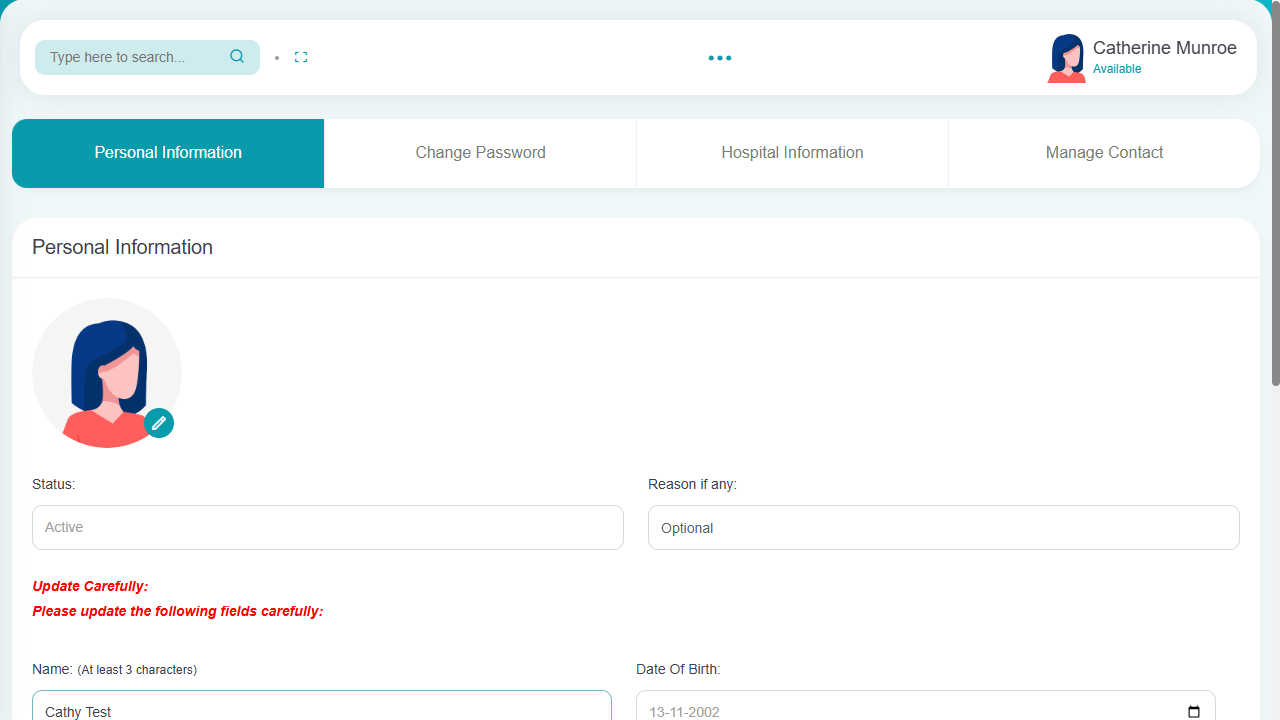 Type here to search...
Catherine Munroe
Available
Personal Information
Change Password
Hospital Information
Manage Contact
Personal Information
Status:
Reason if any:
Active
Optional
Update Carefully:
Please update the following fields carefully:
Name: (At least 3 characters)
Date Of Birth:
Cathy Test
13-11-2002